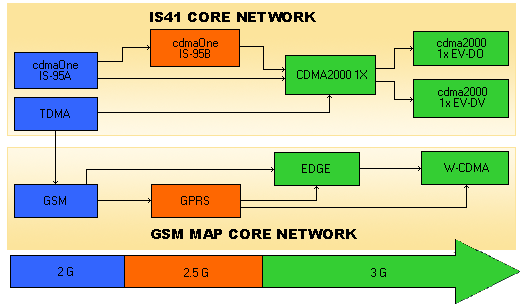 IS41 CORE NETWORK
cdmaOne
IS-95A
cdmaOne
IS-95B
CDMA2000 1X
cdma2000
1x EV-DO
cdma2000
1x EV-DV
TDMA
GSM
GPRS
EDGE
W-CDMA
GSM MAP CORE NETWORK
2 G
2.5 G
3 G